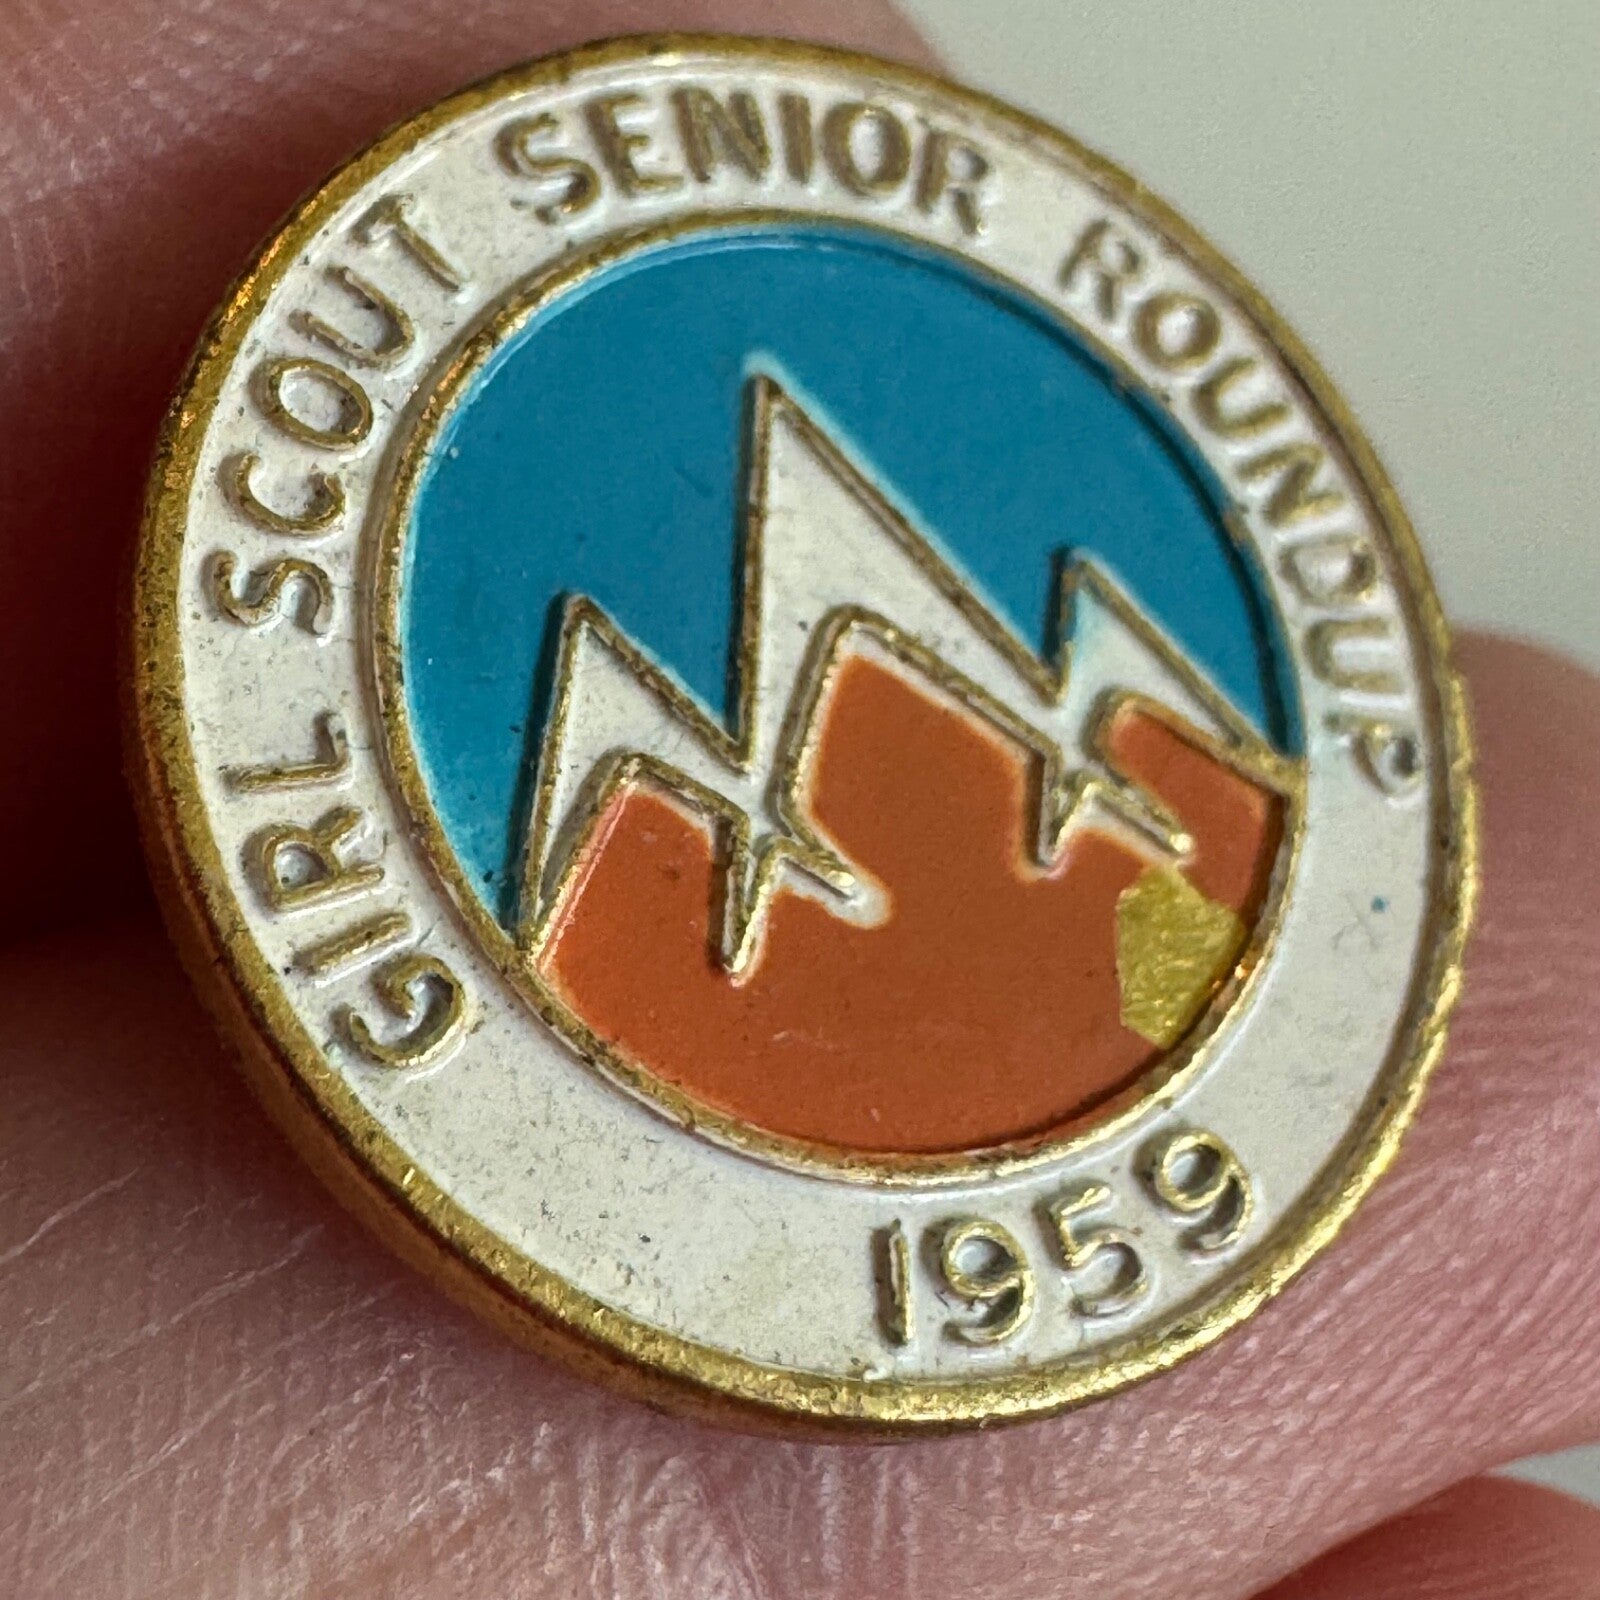 GIRL SCOUT SENIOR ROUNDUP
1959